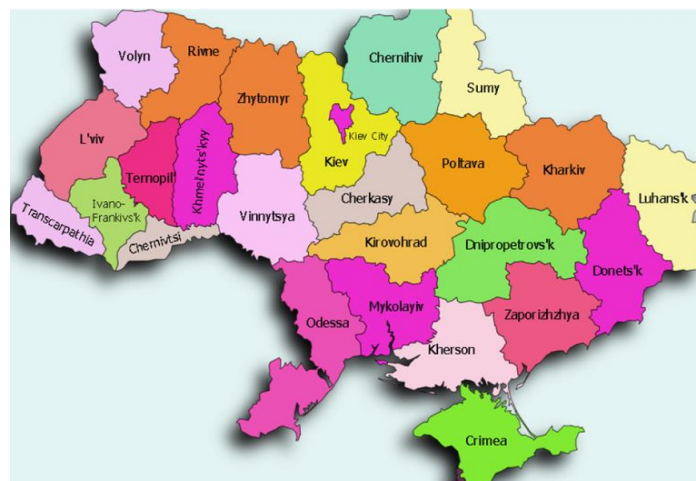 Volyn
Rivne
Chernihiv
Sumy
Zhytomyr
Kiev City
L'viv
Kiev
Poltava
Kharkiv
Ternopil'
Khmel'nyts'kyy
Luhans'k
Ivano-
Frankivs'k
Cherkasy
Vinnytsya
Transcarpathia
Chernivtsi
Kirovohrad
Dnipropetrovs'k
Donets'k
Mykolayiv
Odessa
Zaporizhzhya
Kherson
Crimea